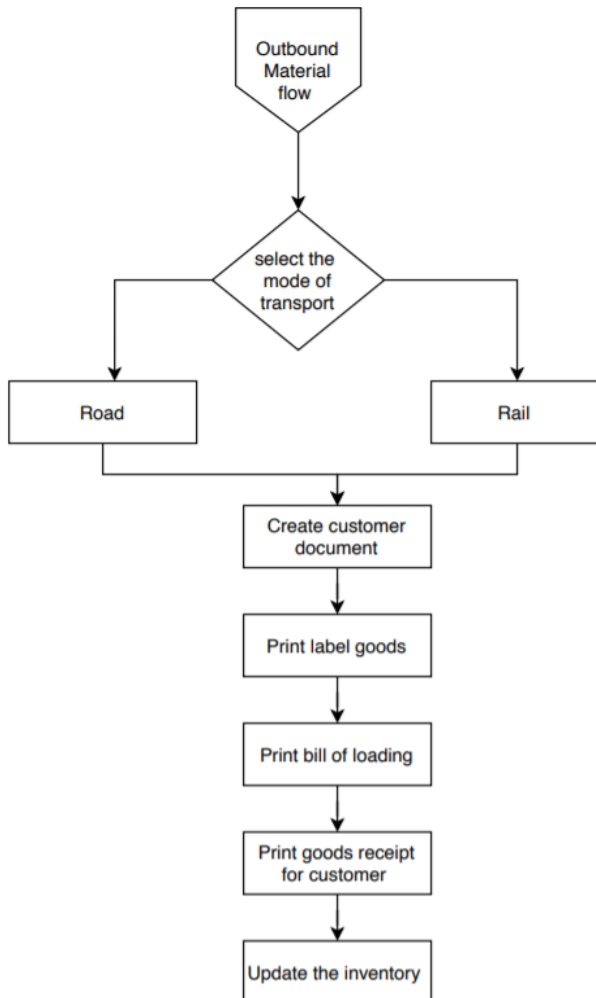 Outbound
Material
flow
select the
mode of
transport
Road
Rail
Create customer
document
Print label goods
Print bill of loading
Print goods receipt
for customer
Update the inventory